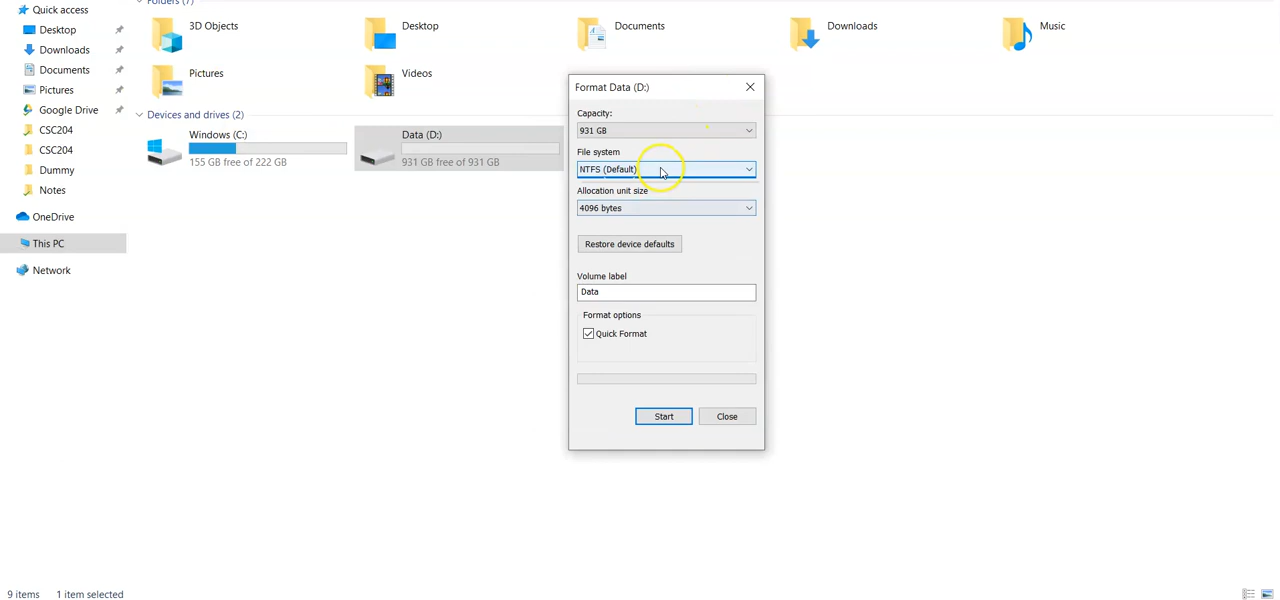 Quick access
Desktop
Downloads
Documents
Pictures
Google Drive
CSC204
CSC204
Dummy
Notes
OneDrive
This PC
Network
Folders (7)
3D Objects
Desktop
Documents
Downloads
Music
Pictures
Videos
Devices and drives (2)
Windows (C:)
155 GB free of 222 GB
Data (D:)
931 GB free of 931 GB
Format Data (D:)
Capacity:
931 GB
File system
NTFS (Default)
Allocation unit size
4096 bytes
Restore device defaults
Volume label
Data
Format options
Quick Format
Start
Close
9 items
1 item selected